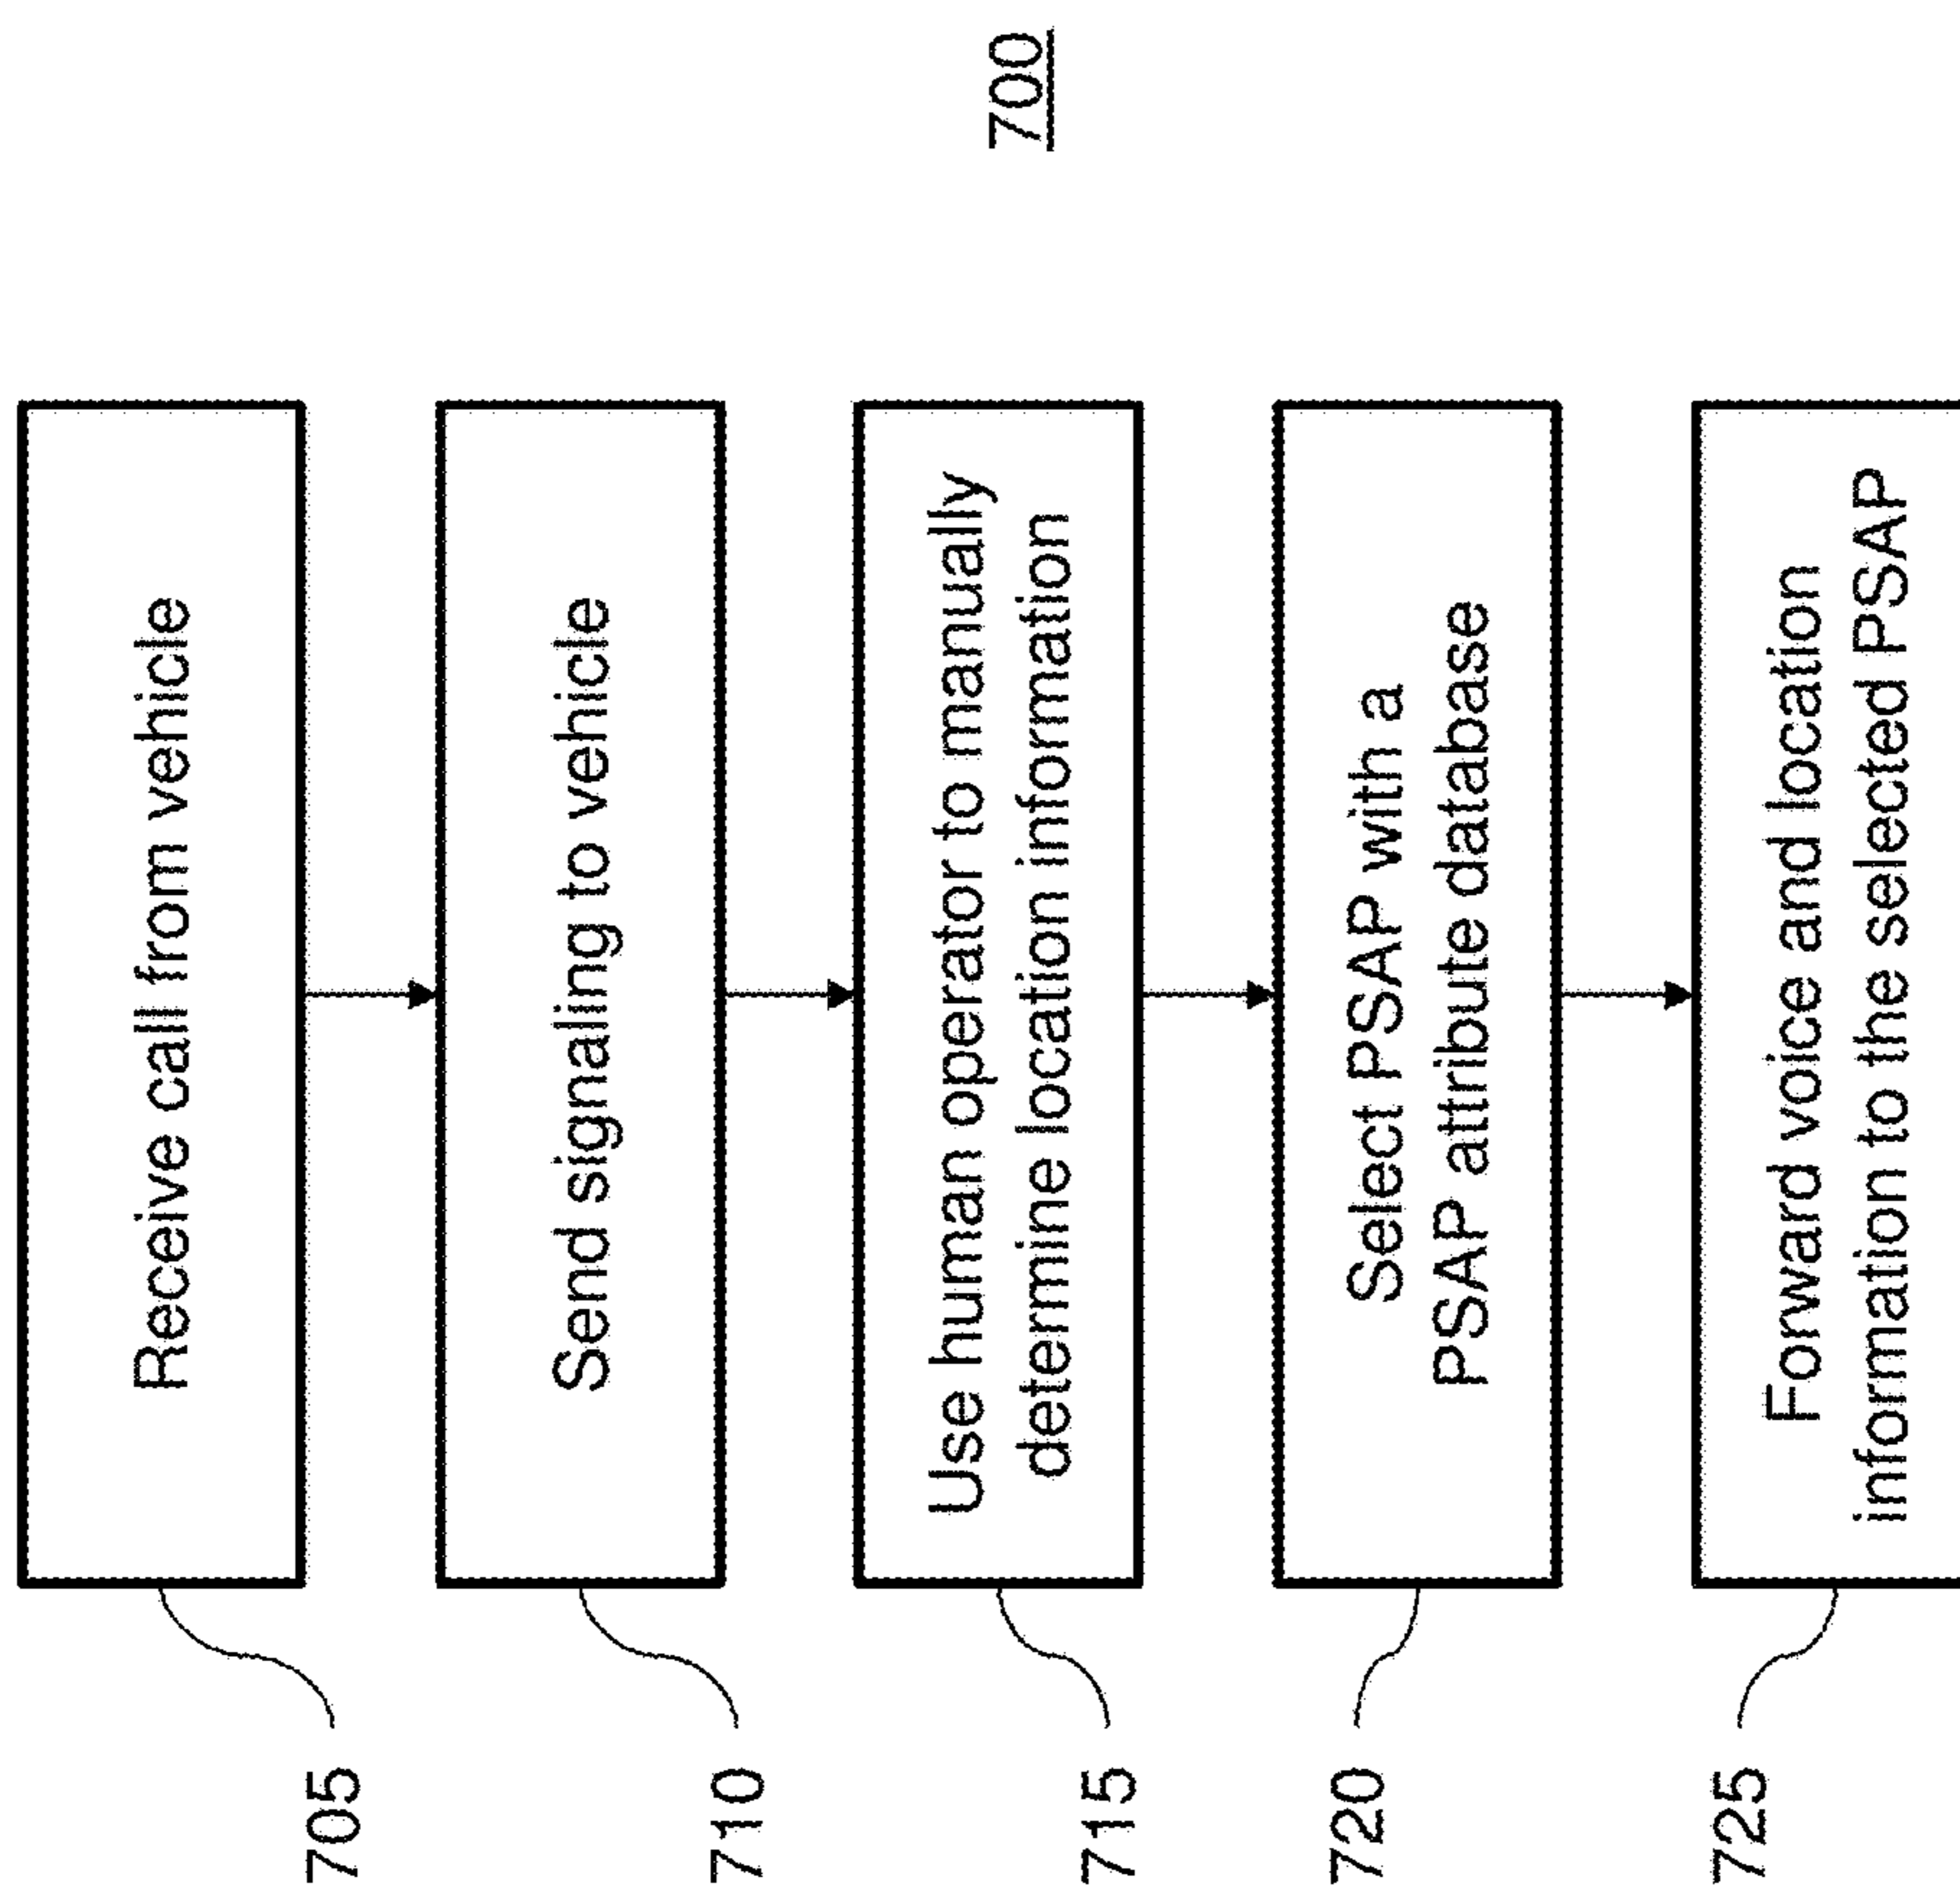 700
705
Receive call from vehicle
710
Send signaling to vehicle
715
Use human operator to manually
determine location information
720
Select PSAP with a
PSAP attribute database
725
Forward voice and location
information to the selected PSAP